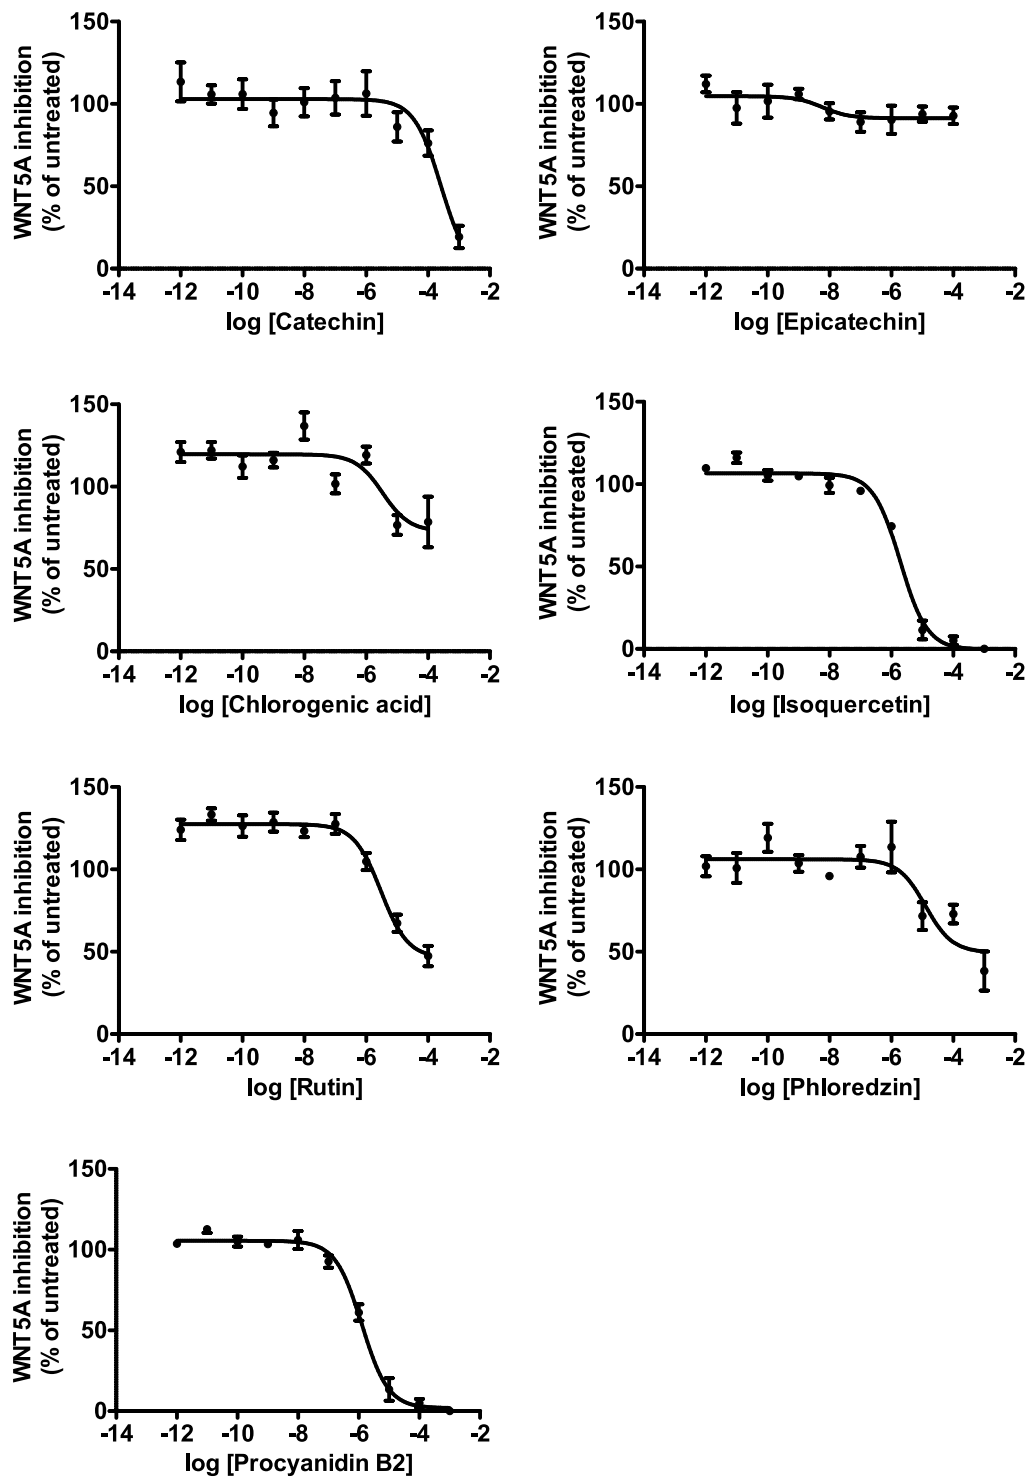 WNT5A inhibition
(% of untreated)
150
100
50
0
-14 -12 -10 -8 -6 -4 -2
log [Catechin]
WNT5A inhibition
(% of untreated)
150
100
50
0
-14 -12 -10 -8 -6 -4 -2
log [Epicatechin]
WNT5A inhibition
(% of untreated)
150
100
50
0
-14 -12 -10 -8 -6 -4 -2
log [Chlorogenic acid]
WNT5A inhibition
(% of untreated)
150
100
50
0
-14 -12 -10 -8 -6 -4 -2
log [Isoquercetin]
WNT5A inhibition
(% of untreated)
150
100
50
0
-14 -12 -10 -8 -6 -4 -2
log [Rutin]
WNT5A inhibition
(% of untreated)
150
100
50
0
-14 -12 -10 -8 -6 -4 -2
log [Phloredzin]
WNT5A inhibition
(% of untreated)
150
100
50
0
-14 -12 -10 -8 -6 -4 -2
log [Procyanidin B2]